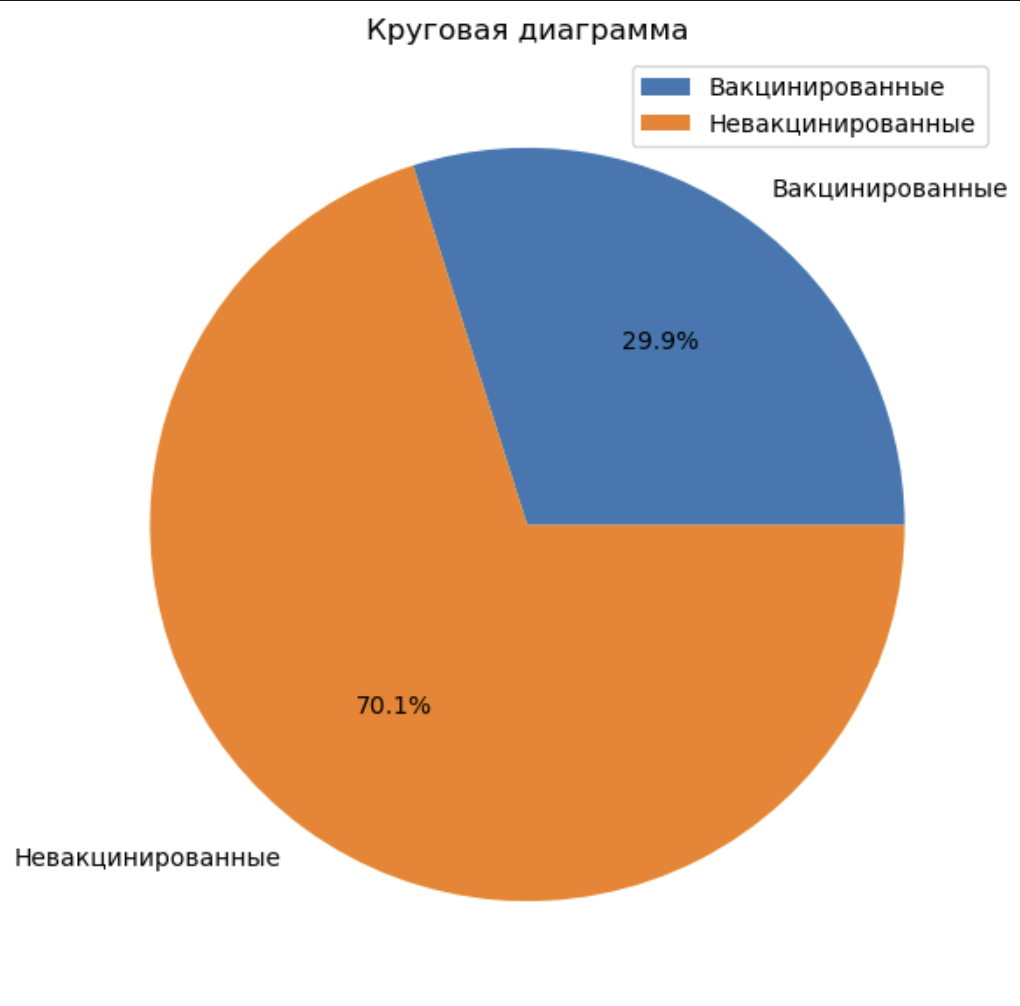 Круговая диаграмма
Вакцинированные
Невакцинированные
Вакцинированные
29.9%
70.1%
Невакцинированные